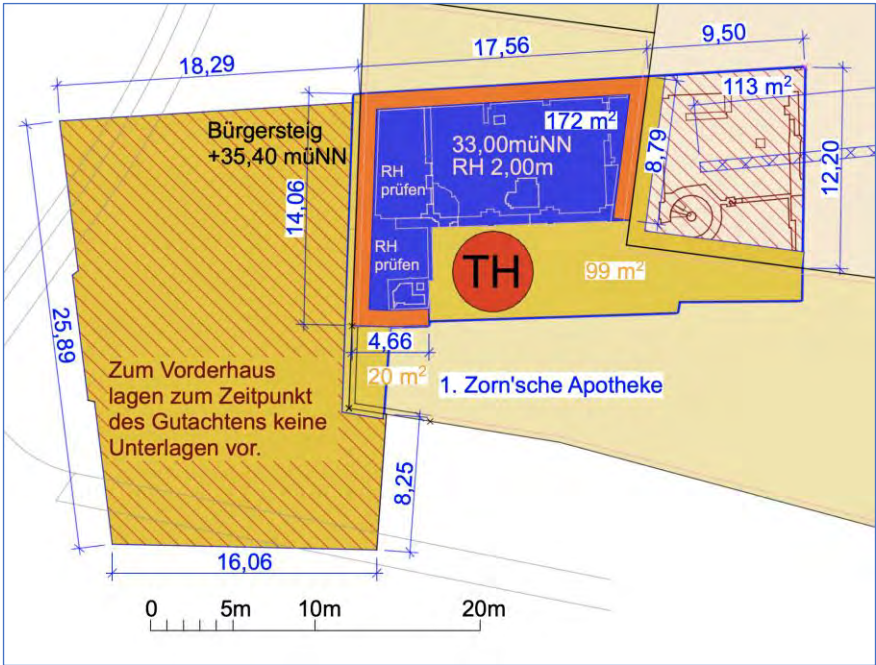 18,29
17,56
9,50
Bürgersteig
+35,40 müNN
172 m²
113 m²
33,00müNN
RH 2,00m
RH
prüfen
8,79
12,20
14,06
RH
prüfen
TH
99 m²
25,89
4,66
20 m²
1. Zorn'sche Apotheke
Zum Vorderhaus
lagen zum Zeitpunkt
des Gutachtens keine
Unterlagen vor.
8,25
16,06
0 5m 10m 20m